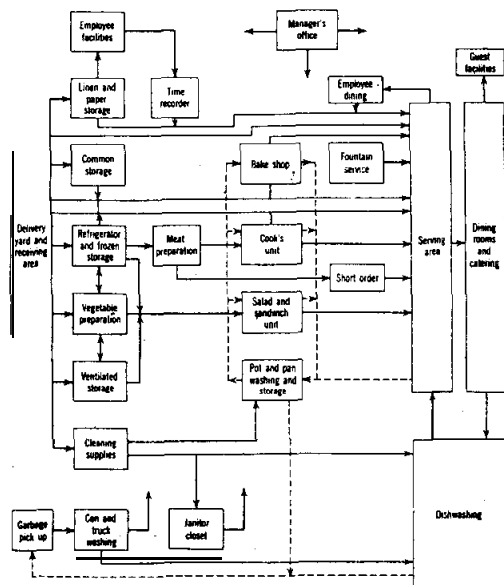 Employee
facilities
Manager's
office
Guest
facilities
Linen and
paper storage
Time
recorder
Employee
dining
Common
storage
Bake shop
Fountain
service
Delivery
yard and
receiving
area
Refrigerator
and frozen
storage
Meat
preparation
Cook's
unit
Serving
area
Dining
rooms
and
catering
Short order
Vegetable
preparation
Salad and
sandwich
unit
Ventilated
storage
Pot and pan
washing and
storage
Cleaning
supplies
Garbage
pick up
Can and
truck
washing
Janitor
closet
Dishwashing